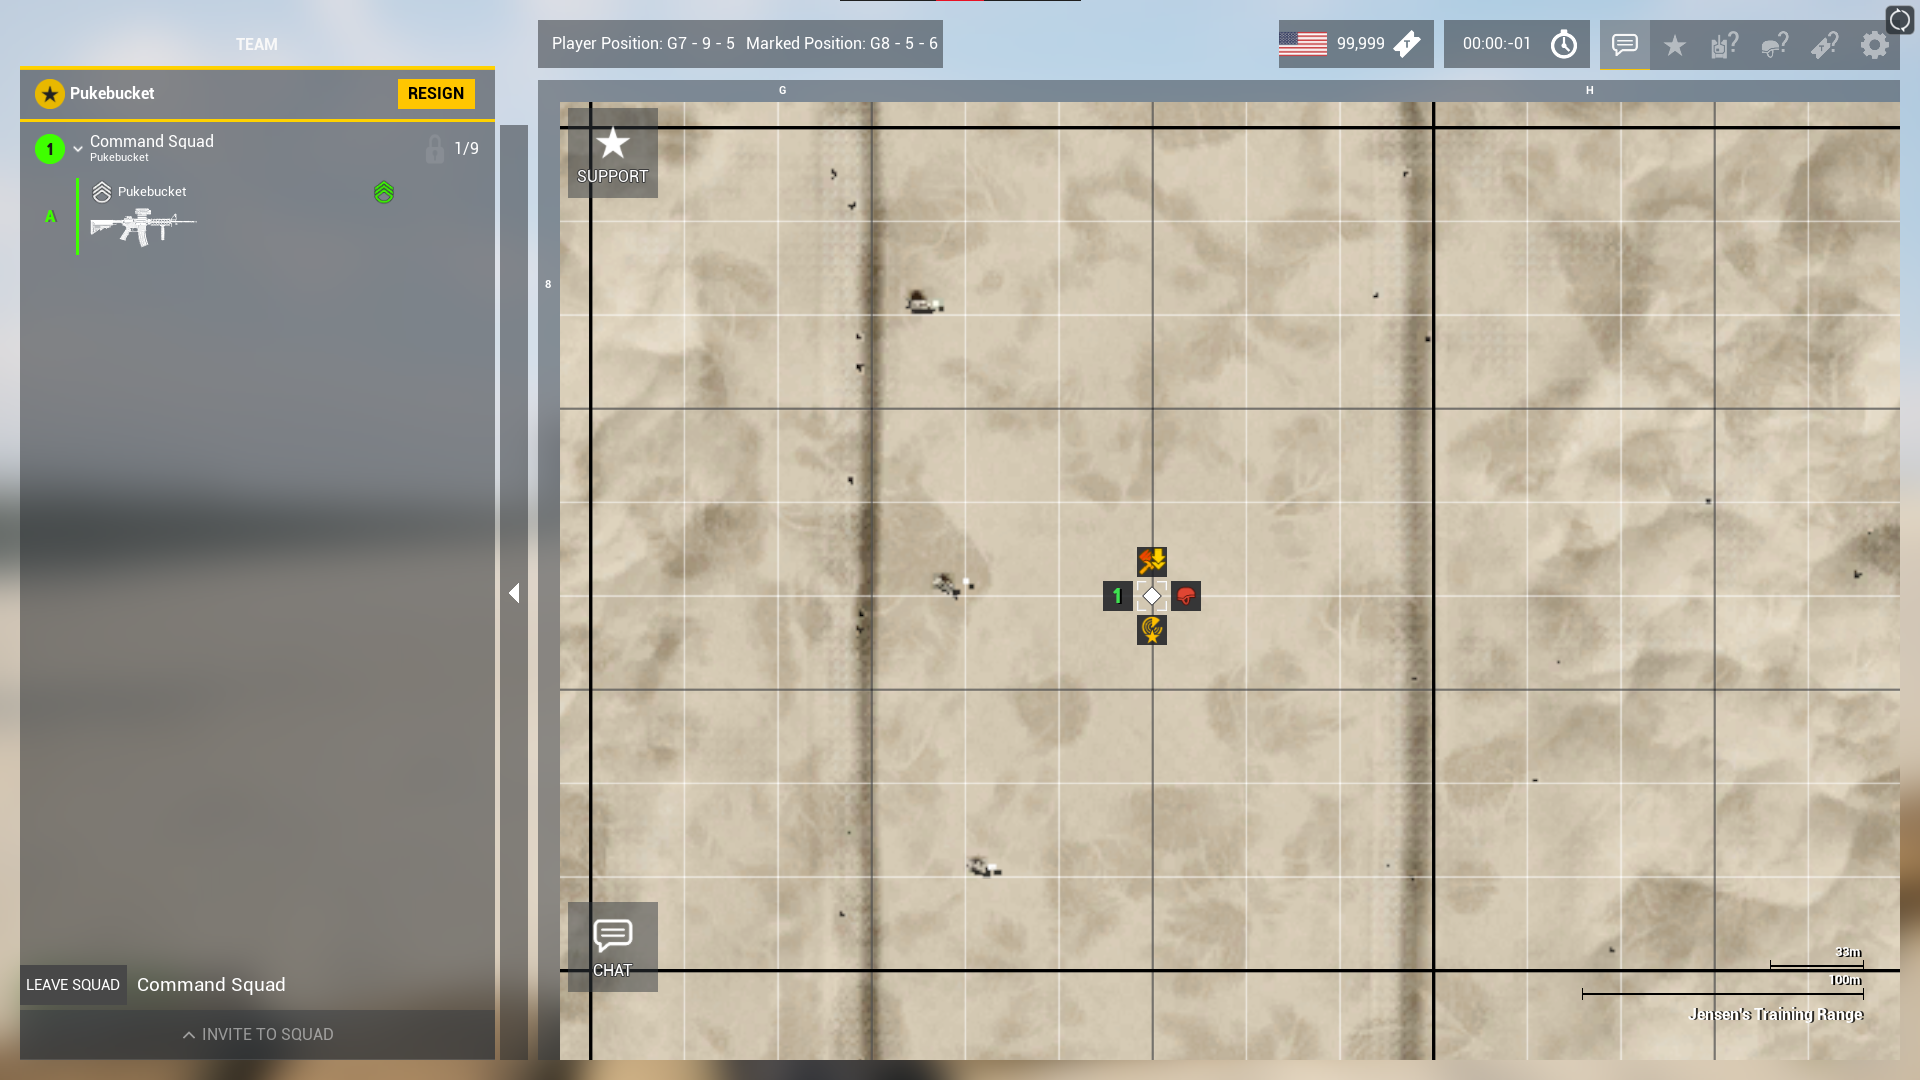 TEAM
Player Position: G7 - 9 - 5 Marked Position: G8 - 5 - 6
99,999
T
00:00:-01
? ? ?
Pukebucket
RESIGN
G
H
1
Command Squad
Pukebucket
1/9
SUPPORT
A
Pukebucket
8
1
CHAT
33m
100m
Jensen's Training Range
LEAVE SQUAD
Command Squad
INVITE TO SQUAD